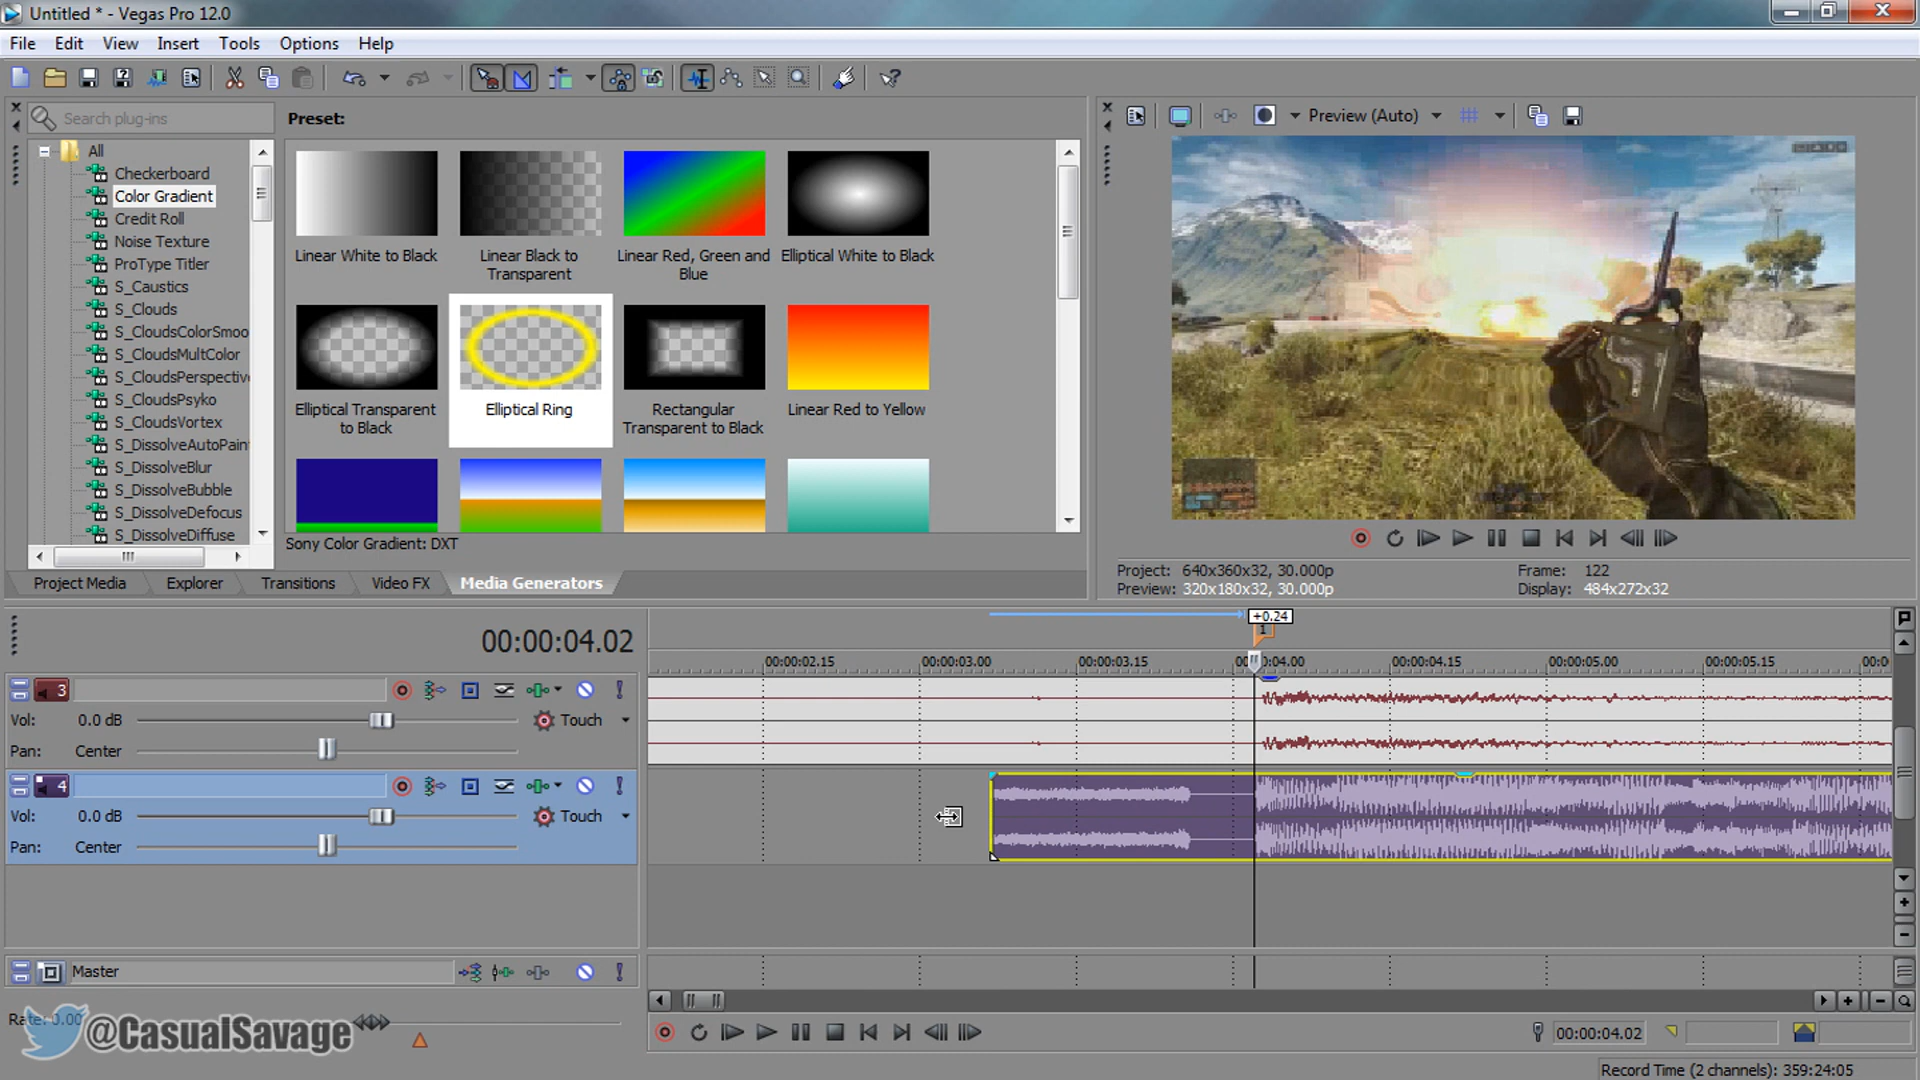 Untitled * - Vegas Pro 12.0
File Edit View Insert Tools Options Help
Search plug-ins
Preset:
Preview (Auto)
All
Checkerboard
Color Gradient
Credit Roll
Noise Texture
ProType Titler
S_Caustics
S_Clouds
S_CloudsColorSmoo
S_CloudsMultColor
S_CloudsPerspectiv
S_CloudsPsyko
S_CloudsVortex
S_DissolveAutoPain
S_DissolveBlur
S_DissolveBubble
S_DissolveDefocus
S_DissolveDiffuse
Linear White to Black
Linear Black to
Transparent
Linear Red, Green and
Blue
Elliptical White to Black
Elliptical Transparent
to Black
Elliptical Ring
Rectangular
Transparent to Black
Linear Red to Yellow
Sony Color Gradient: DXT
Project Media Explorer Transitions Video FX Media Generators
Project: 640x360x32, 30.000p
Preview: 320x180x32, 30.000p
Frame: 122
Display: 484x272x32
00:00:04.02
+0.24
1
00:00:02.15 00:00:03.00 00:00:03.15 00:00:04.00 00:00:04.15 00:00:05.00 00:00:05.15 00:00
3
Vol: 0.0 dB Touch
Pan: Center
4
Vol: 0.0 dB Touch
Pan: Center
Master
Rate: 0.00
@CasualSavage
00:00:04.02
Record Time (2 channels): 359:24:05